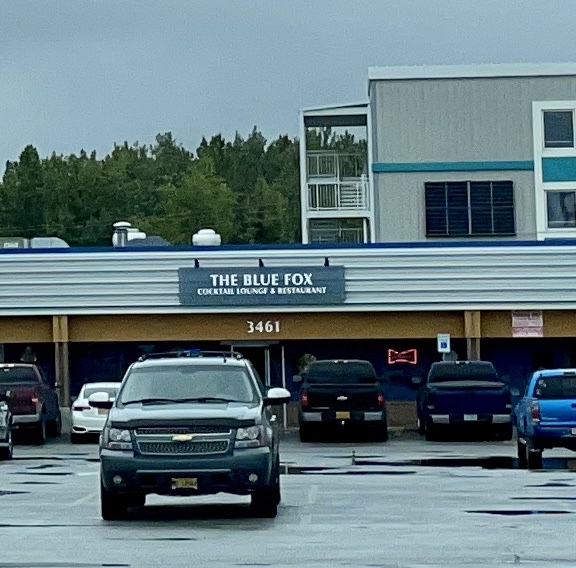 THE BLUE FOX
COCKTAIL LOUNGE & RESTAURANT
3461